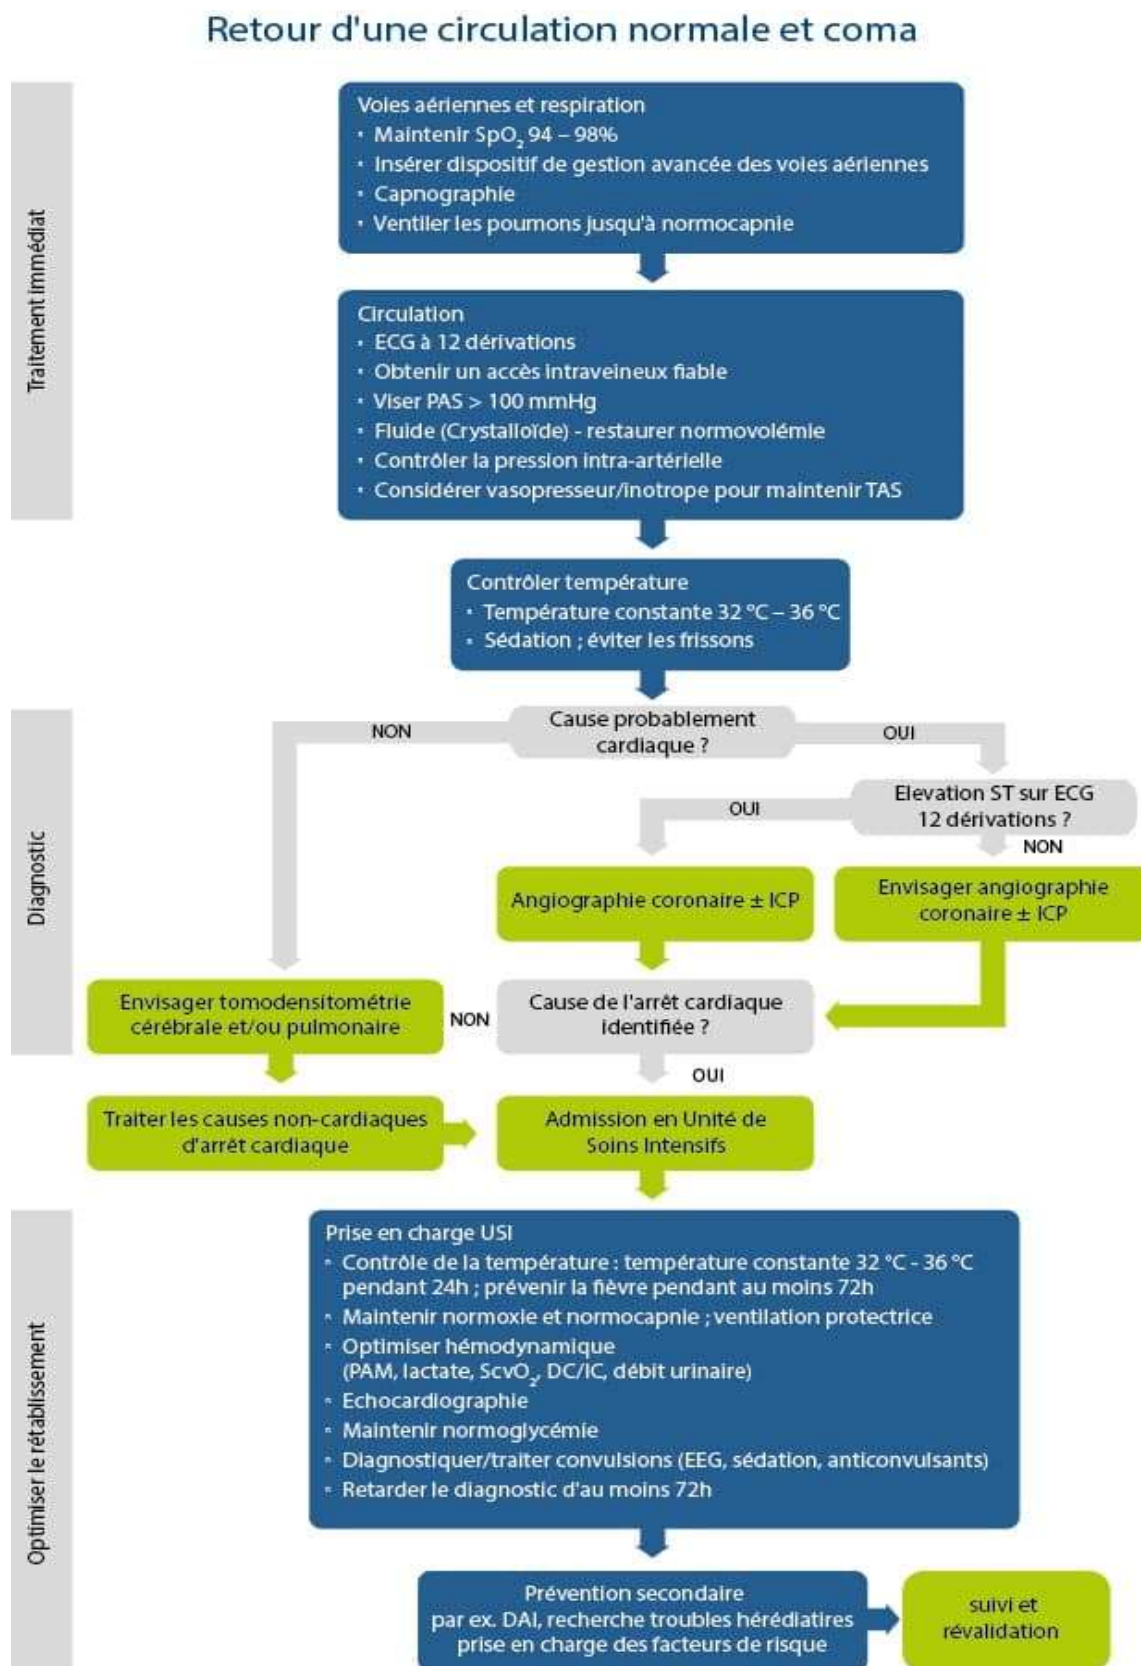 Retour d'une circulation normale et coma
Traitement immédiat
Voies aériennes et respiration
• Maintenir SpO₂ 94 – 98%
• Insérer dispositif de gestion avancée des voies aériennes
• Capnographie
• Ventiler les poumons jusqu'à normocapnie
Circulation
• ECG à 12 dérivations
• Obtenir un accès intraveineux fiable
• Viser PAS > 100 mmHg
• Fluide (Crystalloïde) - restaurer normovolémie
• Contrôler la pression intra-artérielle
• Considérer vasopresseur/inotrope pour maintenir TAS
Contrôler température
• Température constante 32 °C – 36 °C
• Sédation ; éviter les frissons
Diagnostic
Cause probablement
cardiaque ?
NON
OUI
Elevation ST sur ECG
12 dérivations ?
OUI
NON
Angiographie coronaire ± ICP
Envisager angiographie
coronaire ± ICP
Envisager tomodensitométrie
cérébrale et/ou pulmonaire
NON
Cause de l'arrêt cardiaque
identifiée ?
OUI
Traiter les causes non-cardiaques
d'arrêt cardiaque
Admission en Unité de
Soins Intensifs
Optimiser le rétablissement
Prise en charge USI
• Contrôle de la température : température constante 32 °C - 36 °C
pendant 24h ; prévenir la fièvre pendant au moins 72h
• Maintenir normoxie et normocapnie ; ventilation protectrice
• Optimiser hémodynamique
(PAM, lactate, ScvO₂, DC/IC, débit urinaire)
• Echocardiographie
• Maintenir normoglycémie
• Diagnostiquer/traiter convulsions (EEG, sédation, anticonvulsants)
• Retarder le diagnostic d'au moins 72h
Prévention secondaire
par ex. DAI, recherche troubles héréditaires
prise en charge des facteurs de risque
suivi et
révalidation